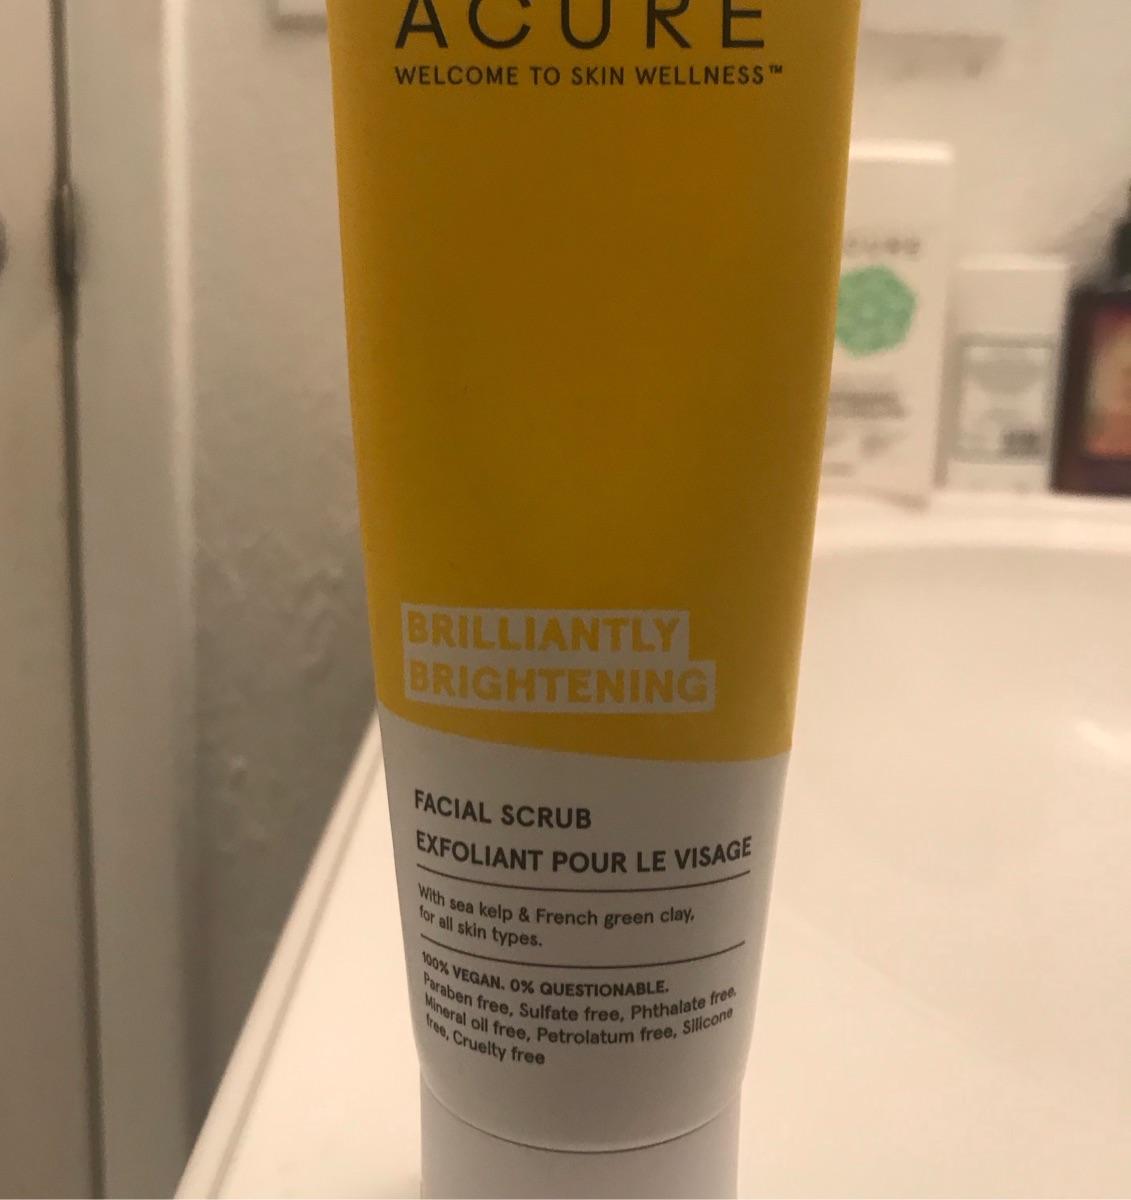 ACURE
WELCOME TO SKIN WELLNESS™
BRILLIANTLY
BRIGHTENING
FACIAL SCRUB
EXFOLIANT POUR LE VISAGE
With sea kelp & French green clay,
for all skin types.
100% VEGAN. 0% QUESTIONABLE.
Paraben free, Sulfate free, Phthalate free,
Mineral oil free, Petrolatum free, Silicone
free, Cruelty free